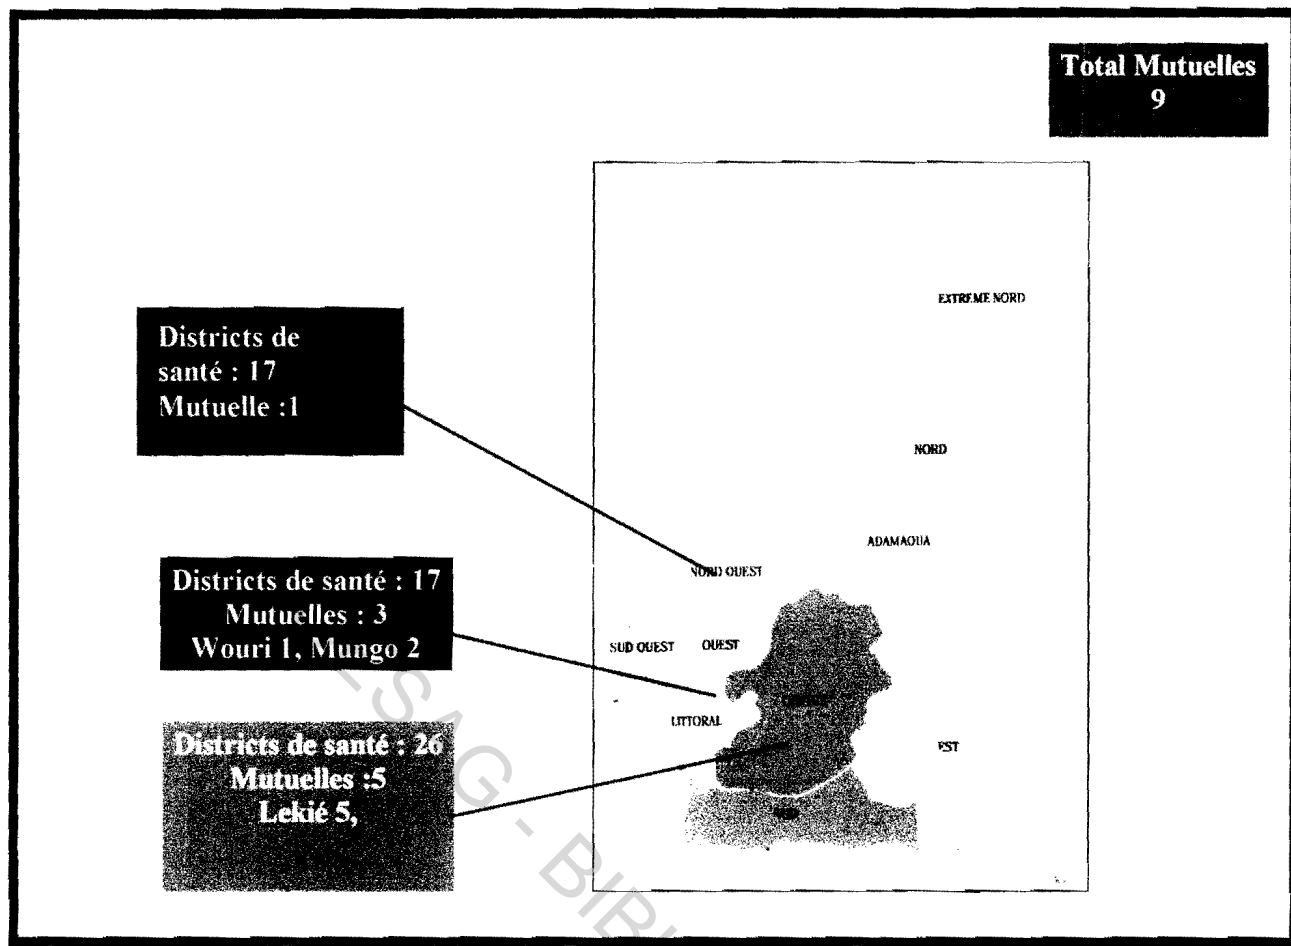 Total Mutuelles
9
EXTREME NORD
Districts de
santé : 17
Mutuelle :1
NORD
ADAMAOUA
NORD OUEST
Districts de santé : 17
Mutuelles : 3
Wouri 1, Mungo 2
SUD OUEST
OUEST
LITTORAL
EST
Districts de santé : 26
Mutuelles :5
Lekié 5,
SUD